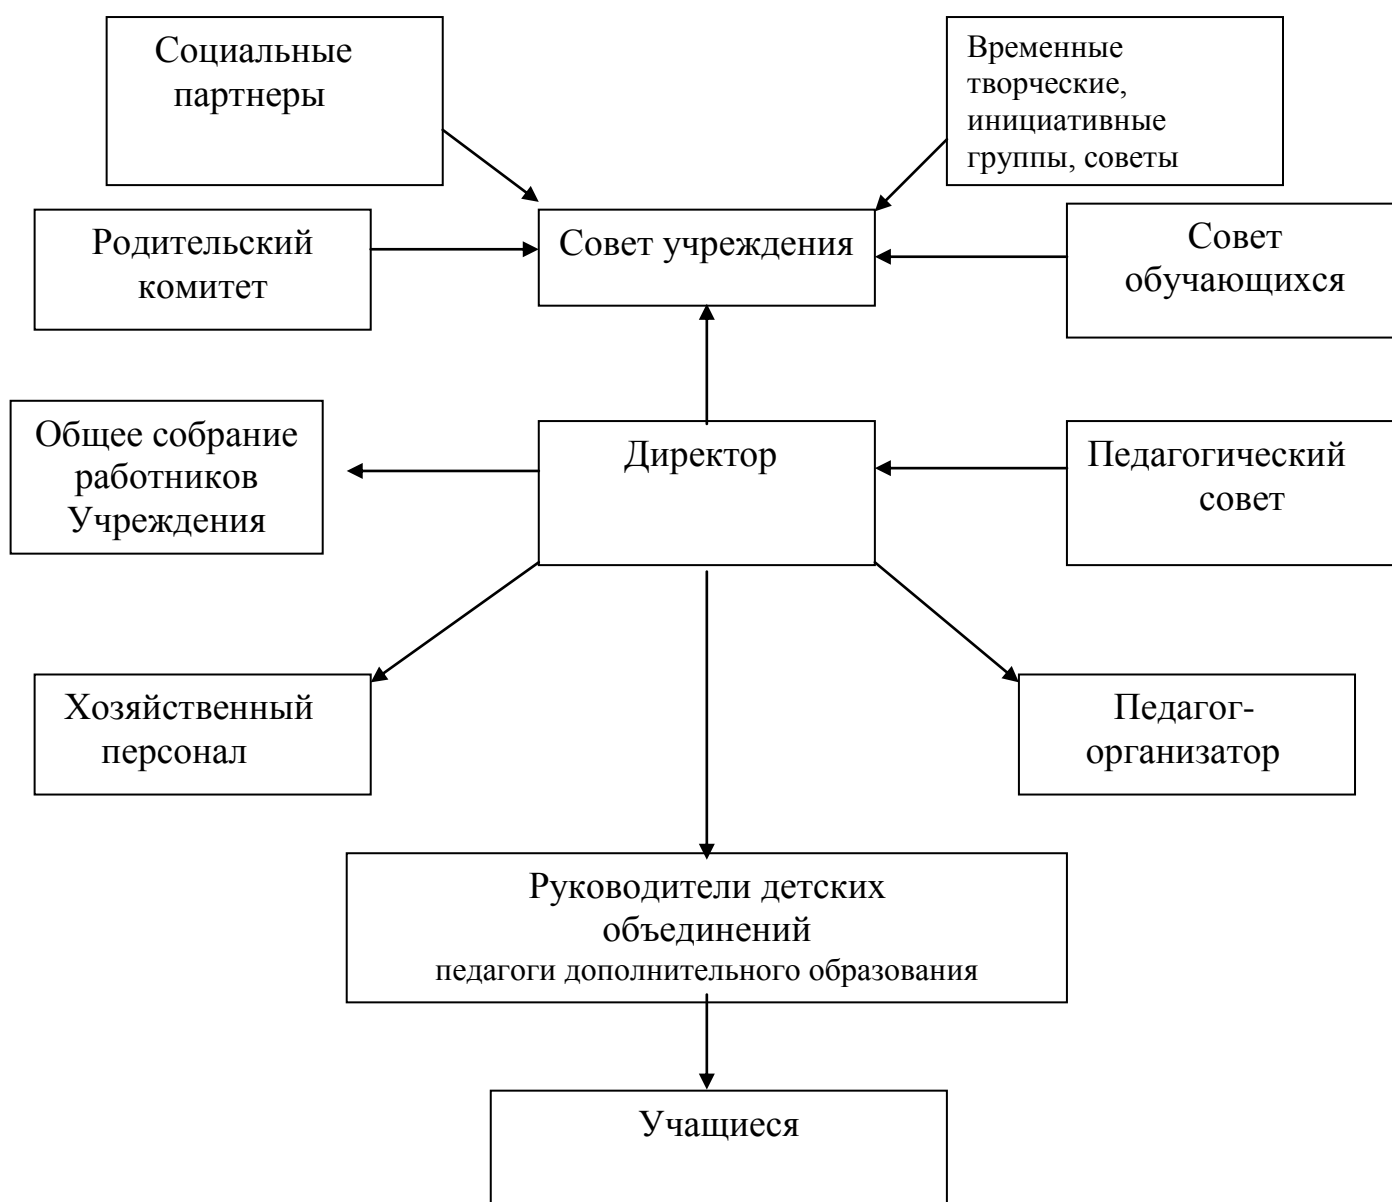 Социальные
партнеры
Временные
творческие,
инициативные
группы, советы
Родительский
комитет
Совет учреждения
Совет
обучающихся
Общее собрание
работников
Учреждения
Директор
Педагогический
совет
Хозяйственный
персонал
Педагог-
организатор
Руководители детских
объединений
педагоги дополнительного образования
Учащиеся